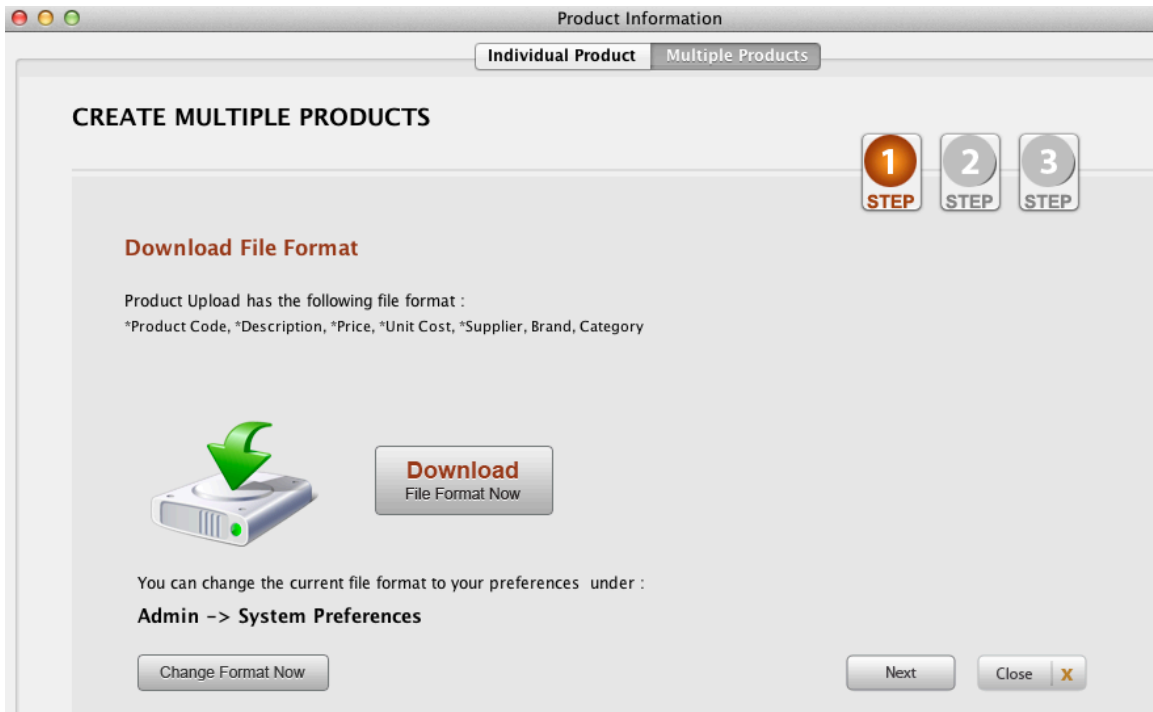 Product Information
Individual Product Multiple Products
CREATE MULTIPLE PRODUCTS
1 2 3
STEP STEP STEP
Download File Format
Product Upload has the following file format :
*Product Code, *Description, *Price, *Unit Cost, *Supplier, Brand, Category
Download
File Format Now
You can change the current file format to your preferences under :
Admin -> System Preferences
Change Format Now Next Close X